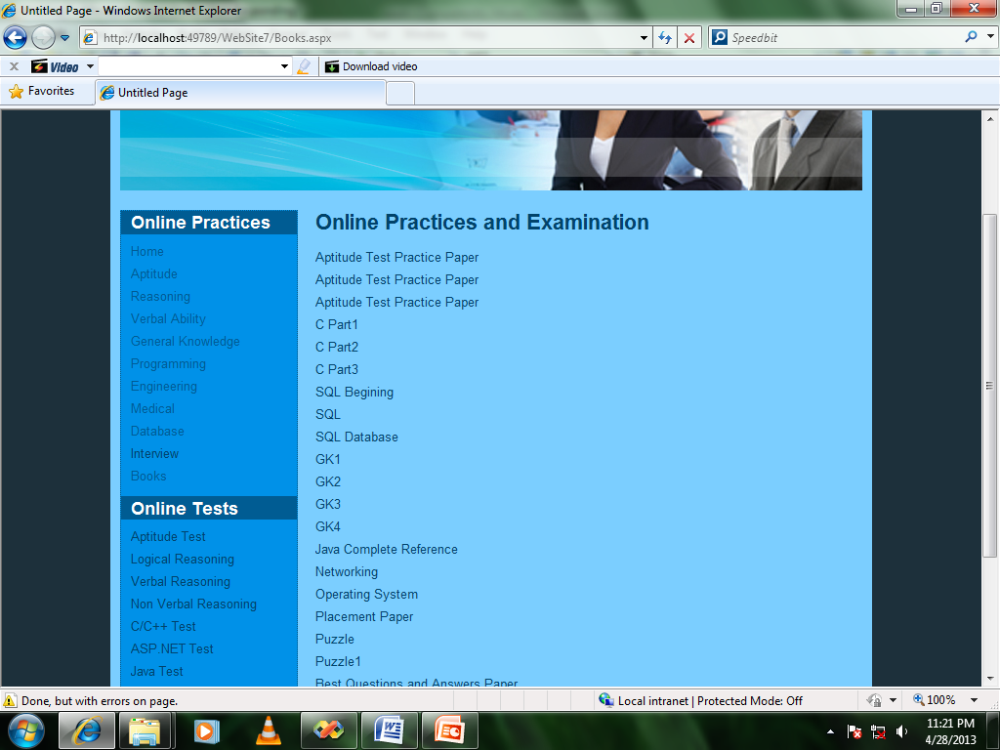 Untitled Page - Windows Internet Explorer
http://localhost:49789/WebSite7/Books.aspx
Speedbit
x Video Download video
Favorites Untitled Page
Online Practices
Home
Aptitude
Reasoning
Verbal Ability
General Knowledge
Programming
Engineering
Medical
Database
Interview
Books
Online Tests
Aptitude Test
Logical Reasoning
Verbal Reasoning
Non Verbal Reasoning
C/C++ Test
ASP.NET Test
Java Test
Online Practices and Examination
Aptitude Test Practice Paper
Aptitude Test Practice Paper
Aptitude Test Practice Paper
C Part1
C Part2
C Part3
SQL Begining
SQL
SQL Database
GK1
GK2
GK3
GK4
Java Complete Reference
Networking
Operating System
Placement Paper
Puzzle
Puzzle1
Best Questions and Answers Paper
Done, but with errors on page. Local intranet | Protected Mode: Off 100%
11:21 PM
4/28/2013